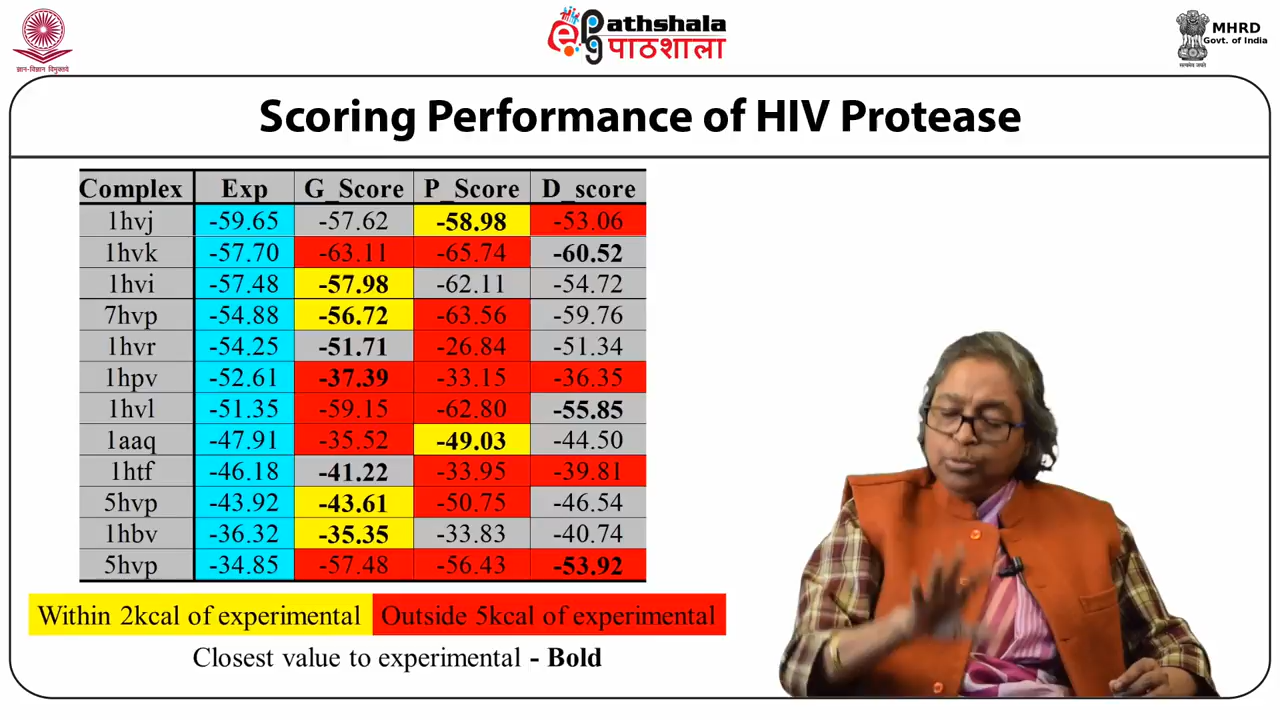 ज्ञान-विज्ञान विमुक्तये
epg Pathshala
पाठशाला
सत्यमेव जयते
MHRD
Govt. of India
Scoring Performance of HIV Protease
Complex Exp G_Score P_Score D_score
1hvj -59.65 -57.62 -58.98 -53.06
1hvk -57.70 -63.11 -65.74 -60.52
1hvi -57.48 -57.98 -62.11 -54.72
7hvp -54.88 -56.72 -63.56 -59.76
1hvr -54.25 -51.71 -26.84 -51.34
1hpv -52.61 -37.39 -33.15 -36.35
1hvl -51.35 -59.15 -62.80 -55.85
1aaq -47.91 -35.52 -49.03 -44.50
1htf -46.18 -41.22 -33.95 -39.81
5hvp -43.92 -43.61 -50.75 -46.54
1hbv -36.32 -35.35 -33.83 -40.74
5hvp -34.85 -57.48 -56.43 -53.92
Within 2kcal of experimental Outside 5kcal of experimental
Closest value to experimental - Bold